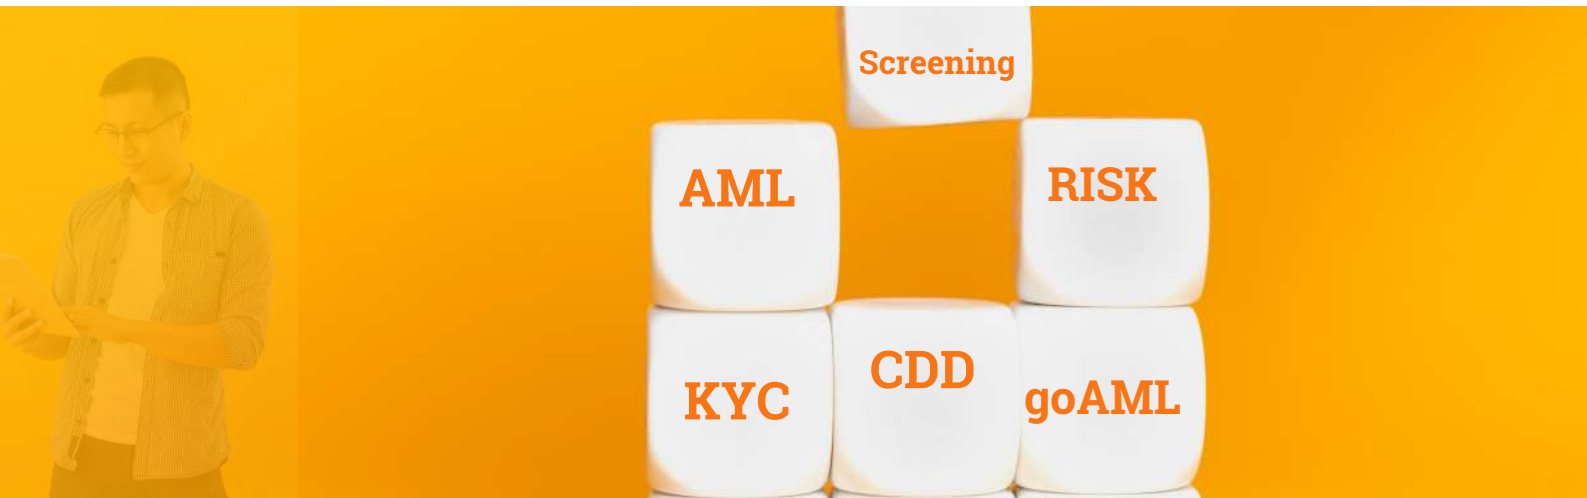 Screening
AML
RISK
KYC
CDD
goAML